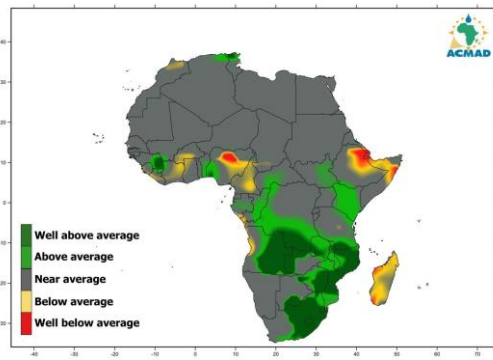 ACMAD
40
30
20
10
0
-10
-20
-30
Well above average
Above average
Near average
Below average
Well below average
-40 -30 -20 -10 0 10 20 30 40 50 60 70